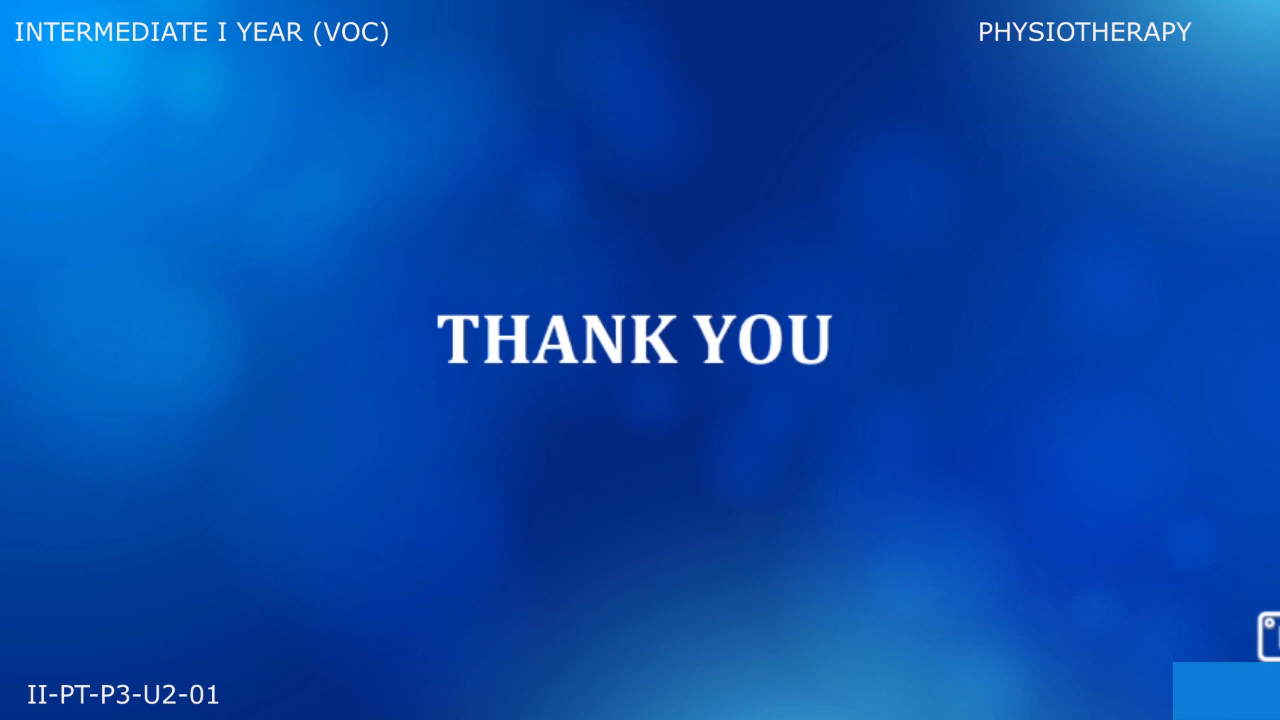 INTERMEDIATE I YEAR (VOC)
PHYSIOTHERAPY
THANK YOU
II-PT-P3-U2-01